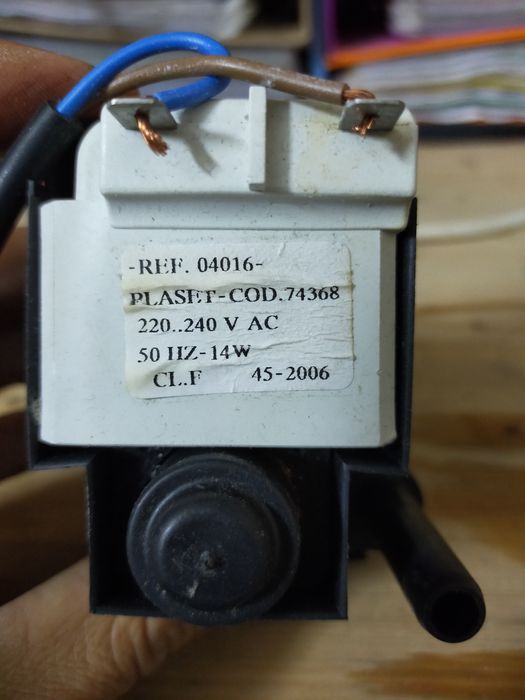 -REF. 04016-
PLASET-COD.74368
220..240 V AC
50 HZ-14W
CL.F 45-2006